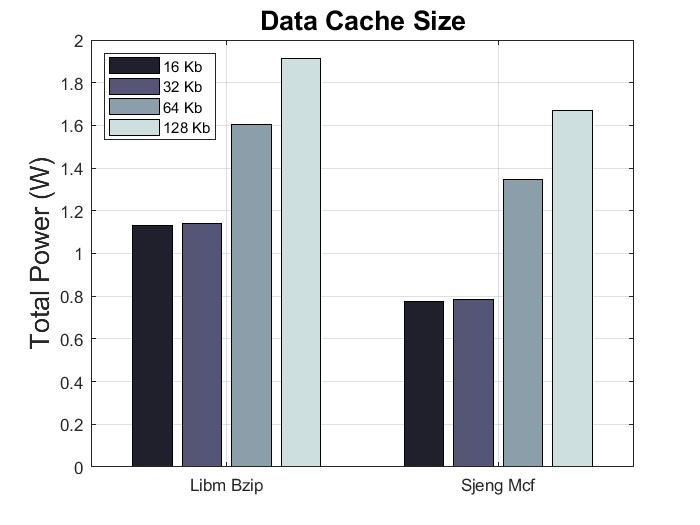 Data Cache Size
2
1.8
1.6
1.4
1.2
1
0.8
0.6
0.4
0.2
0
Total Power (W)
16 Kb
32 Kb
64 Kb
128 Kb
Libm Bzip
Sjeng Mcf